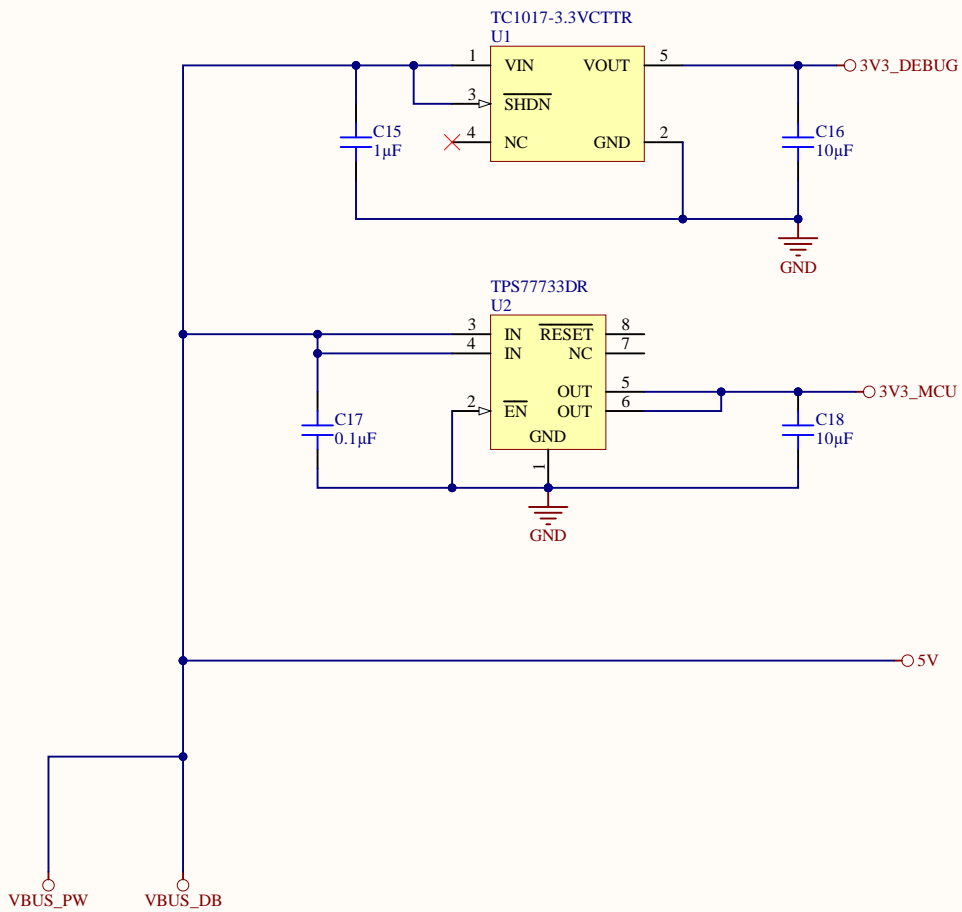 TC1017-3.3VCTTR
U1
1 VIN VOUT 5 3V3_DEBUG
3 SHDN
4 NC GND 2
C15
1µF
C16
10µF
GND
TPS77733DR
U2
3 IN RESET 8
4 IN NC 7
OUT 5 3V3_MCU
2 EN OUT 6
GND
1
C17
0.1µF
C18
10µF
GND
5V
VBUS_PW VBUS_DB